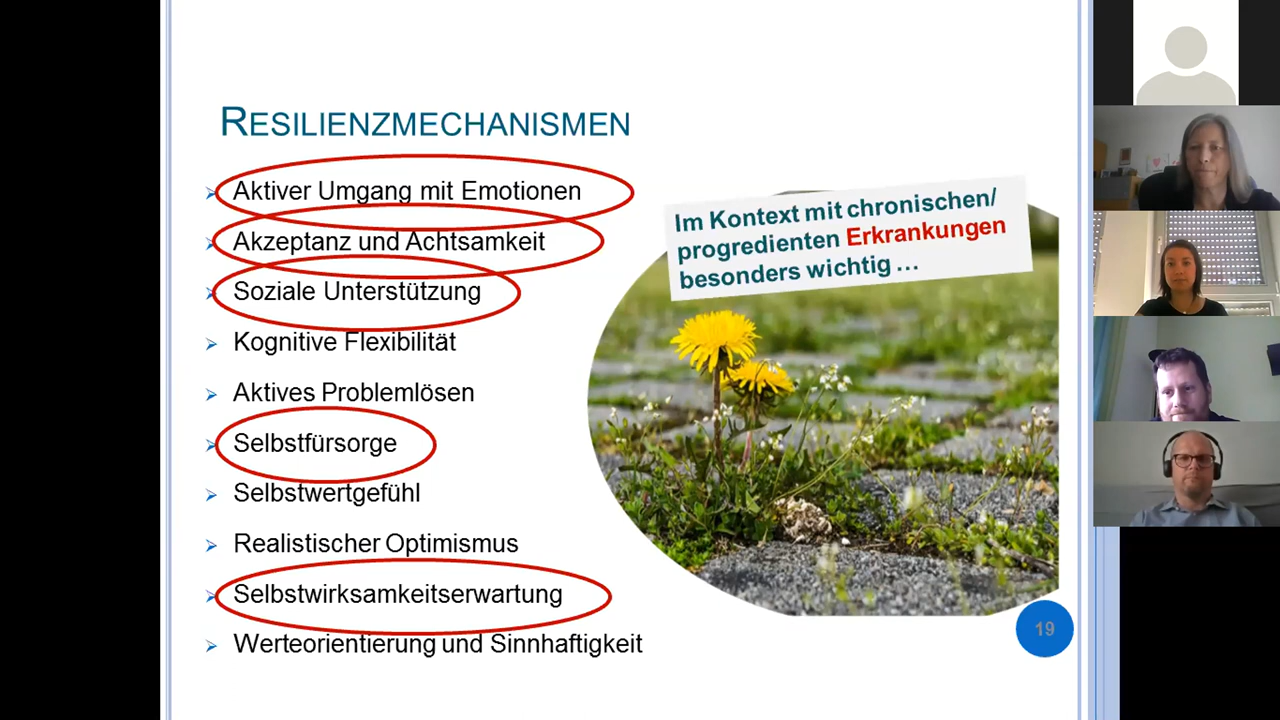 RESILIENZMECHANISMEN
Aktiver Umgang mit Emotionen
Akzeptanz und Achtsamkeit
Soziale Unterstützung
Kognitive Flexibilität
Aktives Problemlösen
Selbstfürsorge
Selbstwertgefühl
Realistischer Optimismus
Selbstwirksamkeitserwartung
Werteorientierung und Sinnhaftigkeit
Im Kontext mit chronischen/
progredienten Erkrankungen
besonders wichtig ...
19